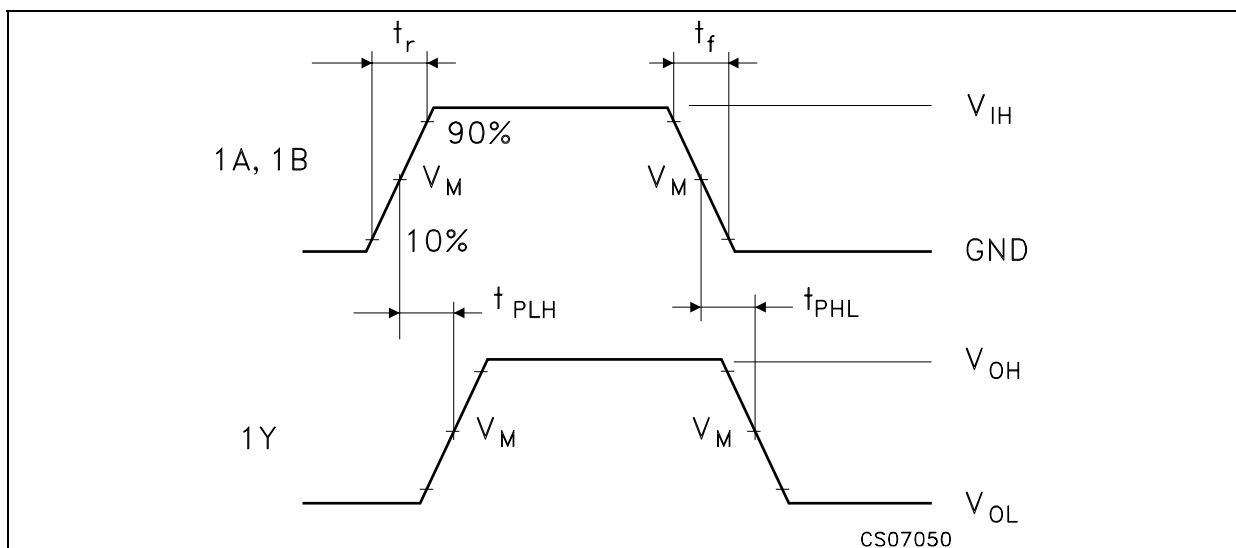 tr
tf
VIH
90%
1A, 1B
VM
VM
10%
GND
tPLH
tPHL
VOH
1Y
VM
VM
VOL
CS07050